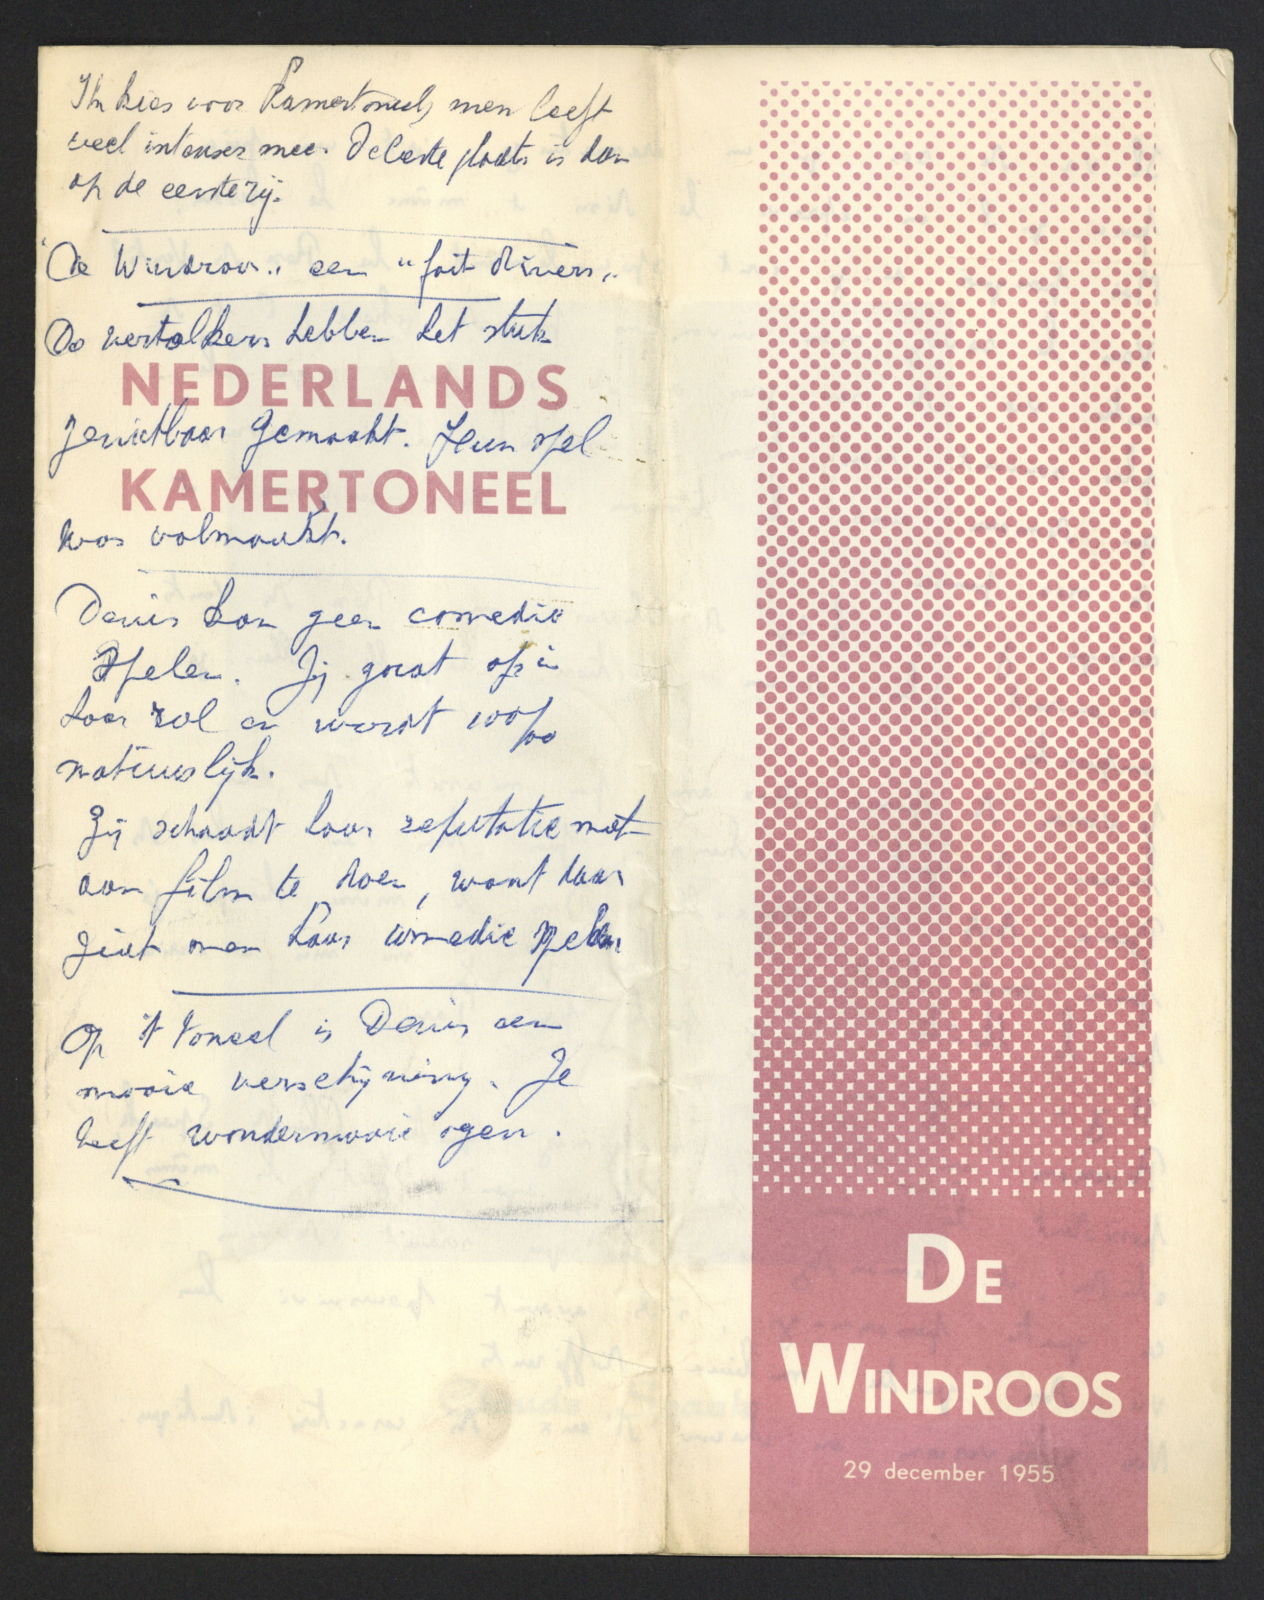 Ik kies voor Kamertoneel, men leeft
veel intenser mee. De beste plaats is dan
op de eerste rij.
"De Windroos" een "fait divers"
De vertolkers hebben het stuk
NEDERLANDS
genietbaar gemaakt. Hun spel
KAMERTONEEL
was volmaakt.
Denis kan geen comedie
spelen. Zij gaat op in
haar rol en wordt 100%
natuurlijk.
Zij schaadt haar reputatie met
aan film te doen, want daar
ziet men haar comedie spelen
Op 't toneel is Denis een
mooie verschijning. Ze
heeft wondermooie ogen.
DE
WINDROOS
29 december 1955